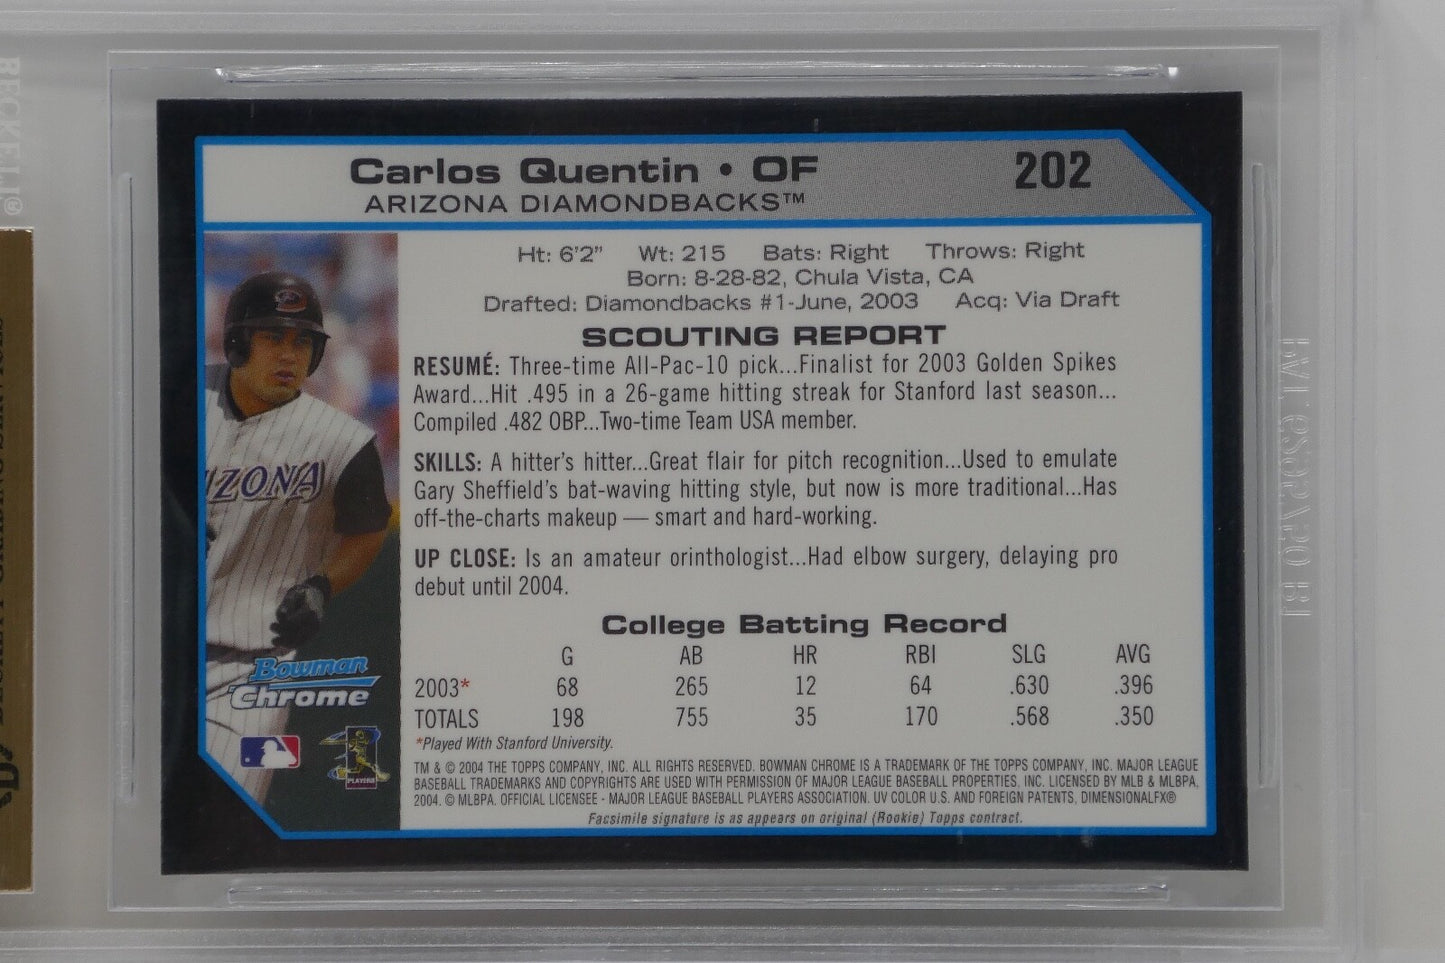 Carlos Quentin • OF
202
ARIZONA DIAMONDBACKS™
Ht: 6'2" Wt: 215 Bats: Right Throws: Right
Born: 8-28-82, Chula Vista, CA
Drafted: Diamondbacks #1-June, 2003 Acq: Via Draft
SCOUTING REPORT
RESUMÉ: Three-time All-Pac-10 pick...Finalist for 2003 Golden Spikes
Award...Hit .495 in a 26-game hitting streak for Stanford last season...
Compiled .482 OBP...Two-time Team USA member.
SKILLS: A hitter's hitter...Great flair for pitch recognition...Used to emulate
Gary Sheffield's bat-waving hitting style, but now is more traditional...Has
off-the-charts makeup — smart and hard-working.
UP CLOSE: Is an amateur orinthologist...Had elbow surgery, delaying pro
debut until 2004.
College Batting Record
G AB HR RBI SLG AVG
2003* 68 265 12 64 .630 .396
TOTALS 198 755 35 170 .568 .350
*Played With Stanford University.
TM & © 2004 THE TOPPS COMPANY, INC. ALL RIGHTS RESERVED. BOWMAN CHROME IS A TRADEMARK OF THE TOPPS COMPANY, INC. MAJOR LEAGUE
BASEBALL TRADEMARKS AND COPYRIGHTS ARE USED WITH PERMISSION OF MAJOR LEAGUE BASEBALL PROPERTIES, INC. LICENSED BY MLB & MLBPA.
2004. © MLBPA. OFFICIAL LICENSEE - MAJOR LEAGUE BASEBALL PLAYERS ASSOCIATION. UV COLOR U.S. AND FOREIGN PATENTS, DIMENSIONALFX®
Facsimile signature is as appears on original (Rookie) Topps contract.
IZONA
Bowman
Chrome
PLAYERS
BECKETT®